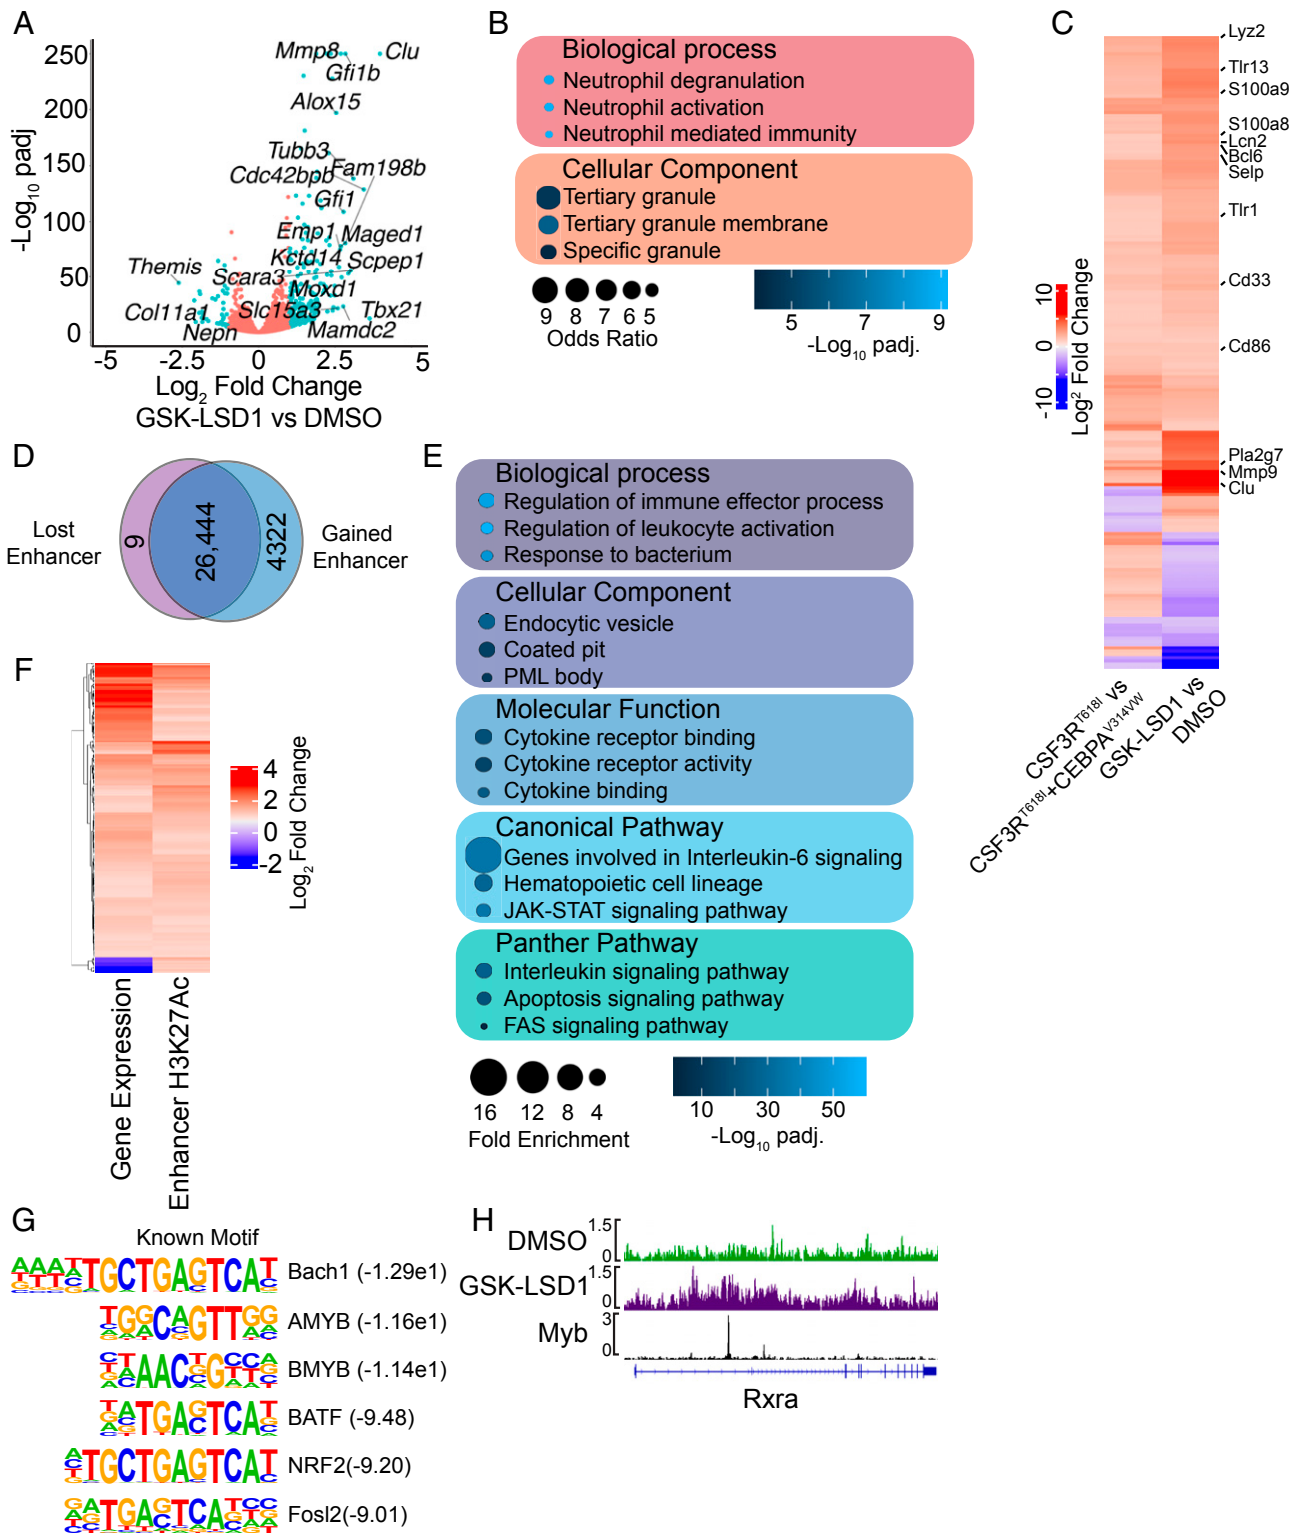 A
250
200
150
100
50
0
-Log10 padj
Mmp8
Clu
Gfi1b
Alox15
Tubb3
Cdc42bpb
Fam198b
Gfi1
Emp1
Maged1
Kctd14
Scpep1
Themis
Scara3
Moxd1
Col11a1
Slc15a3
Tbx21
Nepn
Mamdc2
-5
-2.5
0
2.5
5
Log2 Fold Change
GSK-LSD1 vs DMSO
B
Biological process
Neutrophil degranulation
Neutrophil activation
Neutrophil mediated immunity
Cellular Component
Tertiary granule
Tertiary granule membrane
Specific granule
9 8 7 6 5
Odds Ratio
5 7 9
-Log10 padj.
C
Lyz2
Tlr13
S100a9
S100a8
Lcn2
Bcl6
Selp
Tlr1
Cd33
Cd86
Pla2g7
Mmp9
Clu
10
0
-10
Log2 Fold Change
CSF3RT618I vs
CSF3RT618I+CEBPAV314VW
GSK-LSD1 vs
DMSO
D
Lost
Enhancer
9
26,444
4322
Gained
Enhancer
E
Biological process
Regulation of immune effector process
Regulation of leukocyte activation
Response to bacterium
Cellular Component
Endocytic vesicle
Coated pit
PML body
Molecular Function
Cytokine receptor binding
Cytokine receptor activity
Cytokine binding
Canonical Pathway
Genes involved in Interleukin-6 signaling
Hematopoietic cell lineage
JAK-STAT signaling pathway
Panther Pathway
Interleukin signaling pathway
Apoptosis signaling pathway
FAS signaling pathway
16 12 8 4
Fold Enrichment
10 30 50
-Log10 padj.
F
4
2
0
-2
Log2 Fold Change
Gene Expression
Enhancer H3K27Ac
G
Known Motif
Bach1 (-1.29e1)
AMYB (-1.16e1)
BMYB (-1.14e1)
BATF (-9.48)
NRF2(-9.20)
Fosl2(-9.01)
H
DMSO
1.5
0
GSK-LSD1
1.5
0
Myb
3
0
Rxra